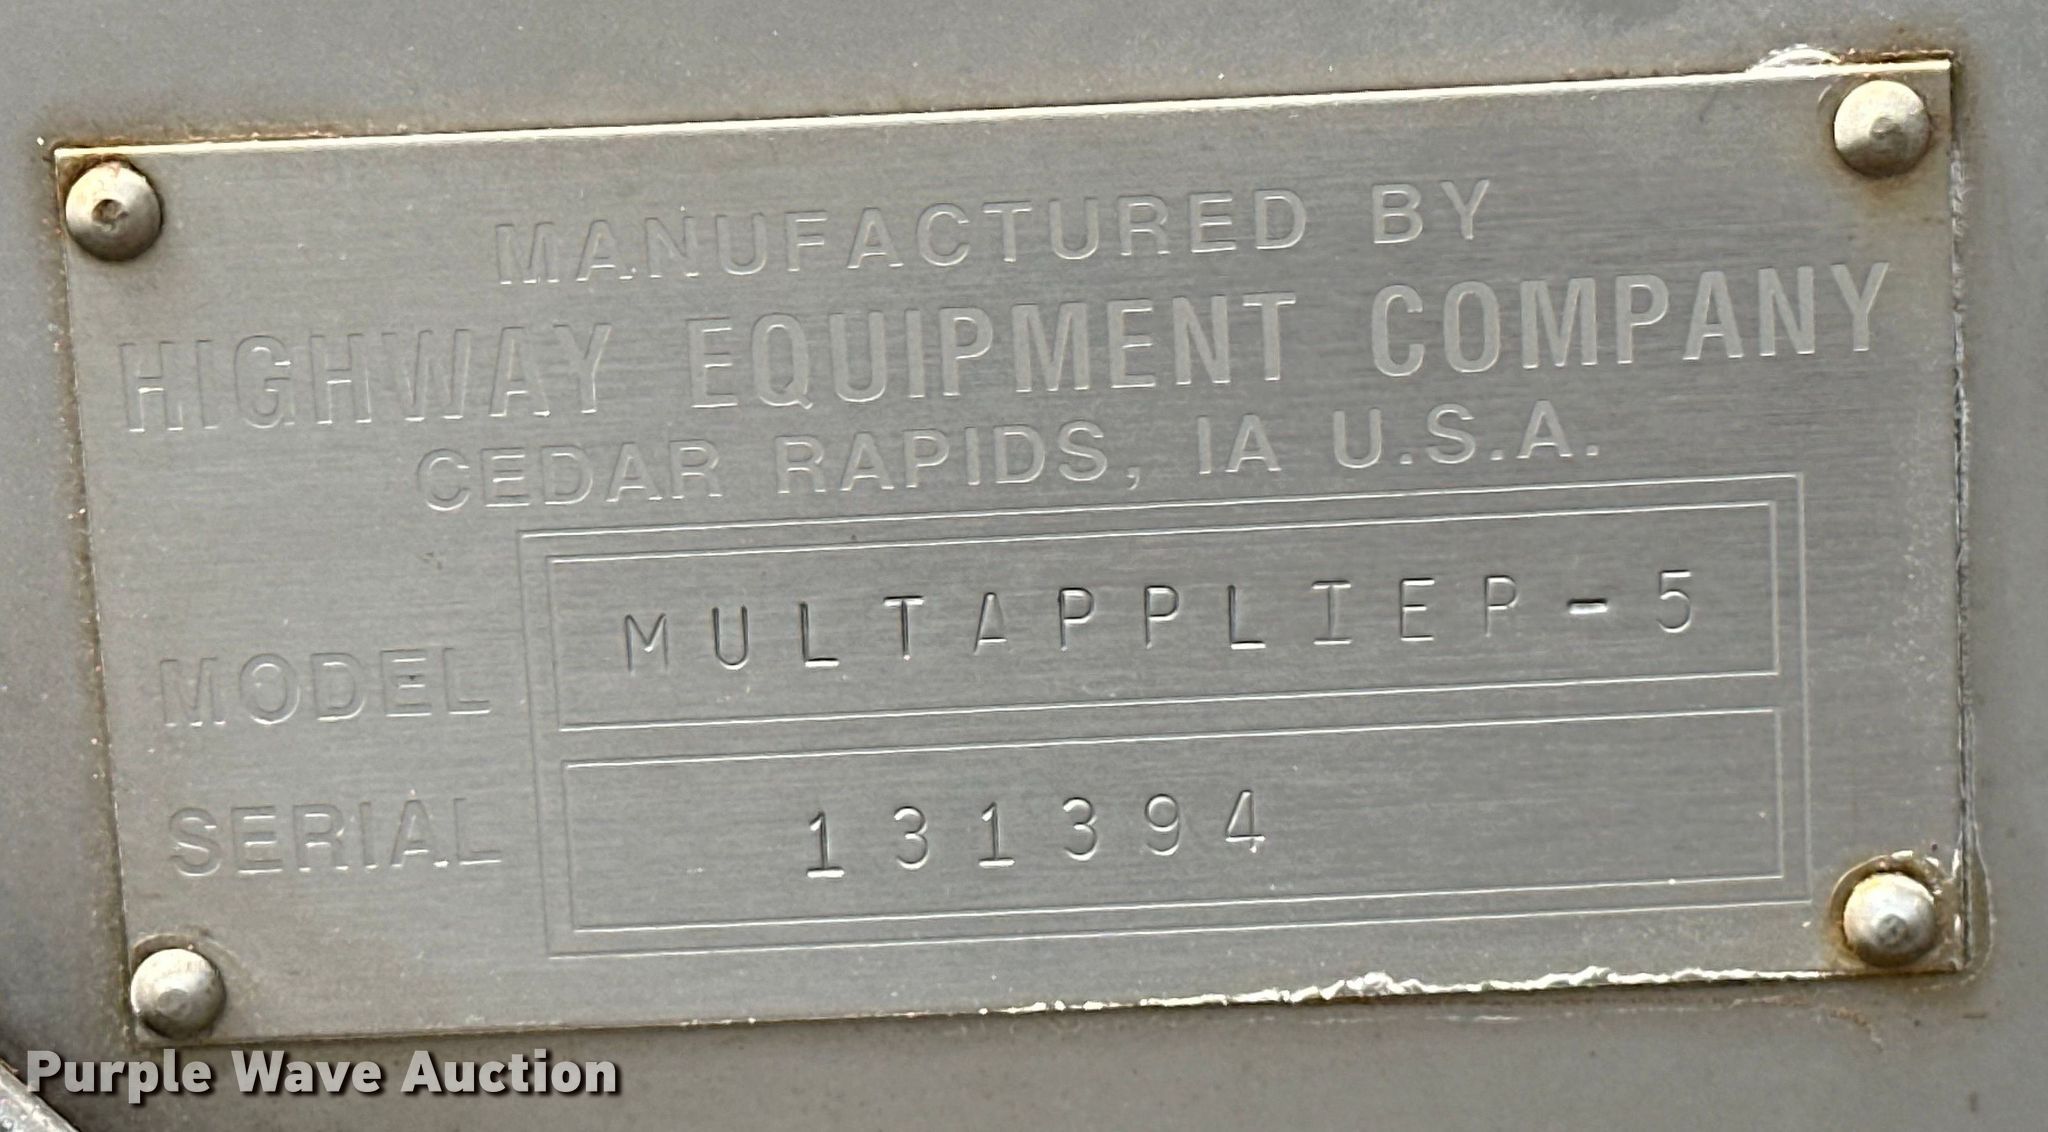 MANUFACTURED BY
HIGHWAY EQUIPMENT COMPANY
CEDAR RAPIDS, IA U.S.A.
MODEL MULTAPPLIER-5
SERIAL 131394
Purple Wave Auction